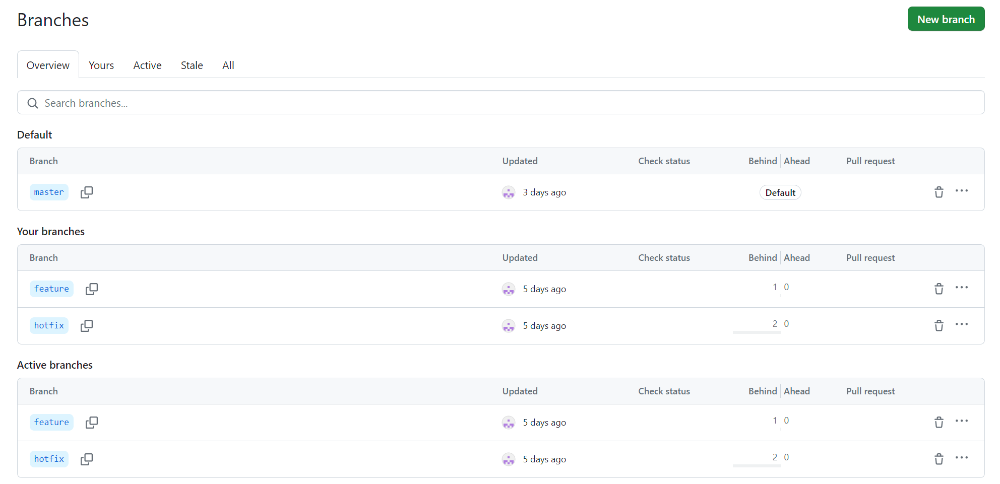 Branches
New branch
Overview Yours Active Stale All
Search branches...
Default
Branch Updated Check status Behind Ahead Pull request
master 3 days ago Default
Your branches
Branch Updated Check status Behind Ahead Pull request
feature 5 days ago 1 0
hotfix 5 days ago 2 0
Active branches
Branch Updated Check status Behind Ahead Pull request
feature 5 days ago 1 0
hotfix 5 days ago 2 0